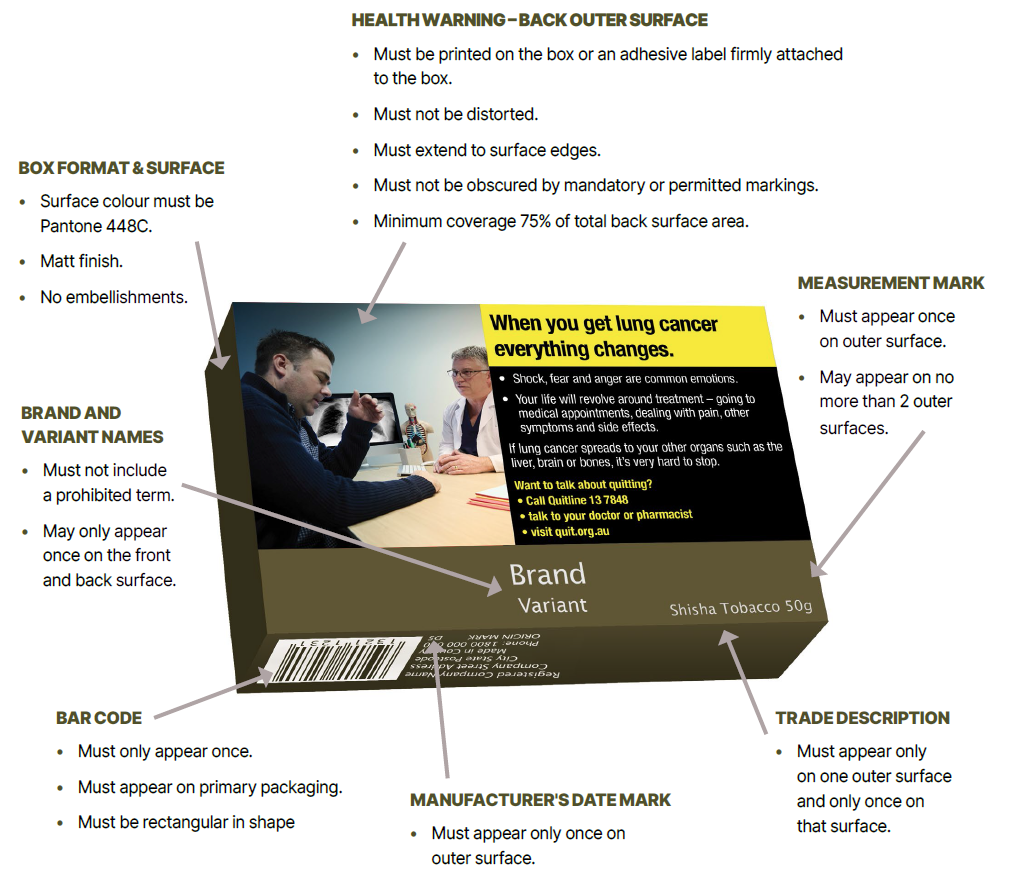 HEALTH WARNING – BACK OUTER SURFACE
• Must be printed on the box or an adhesive label firmly attached
to the box.
• Must not be distorted.
• Must extend to surface edges.
• Must not be obscured by mandatory or permitted markings.
• Minimum coverage 75% of total back surface area.
BOX FORMAT & SURFACE
• Surface colour must be
Pantone 448C.
• Matt finish.
• No embellishments.
MEASUREMENT MARK
• Must appear once
on outer surface.
• May appear on no
more than 2 outer
surfaces.
BRAND AND
VARIANT NAMES
• Must not include
a prohibited term.
• May only appear
once on the front
and back surface.
When you get lung cancer
everything changes.
• Shock, fear and anger are common emotions.
• Your life will revolve around treatment – going to
medical appointments, dealing with pain, other
symptoms and side effects.
If lung cancer spreads to your other organs such as the
liver, brain or bones, it's very hard to stop.
Want to talk about quitting?
• Call Quitline 13 7848
• talk to your doctor or pharmacist
• visit quit.org.au
Brand
Variant
Shisha Tobacco 50g
Registered Company Name
Company Street Address
City State Postcode
Made in
Phone: 1800 000
ORIGIN MARK DS
BAR CODE
• Must only appear once.
• Must appear on primary packaging.
• Must be rectangular in shape
MANUFACTURER'S DATE MARK
• Must appear only once on
outer surface.
TRADE DESCRIPTION
• Must appear only
on one outer surface
and only once on
that surface.